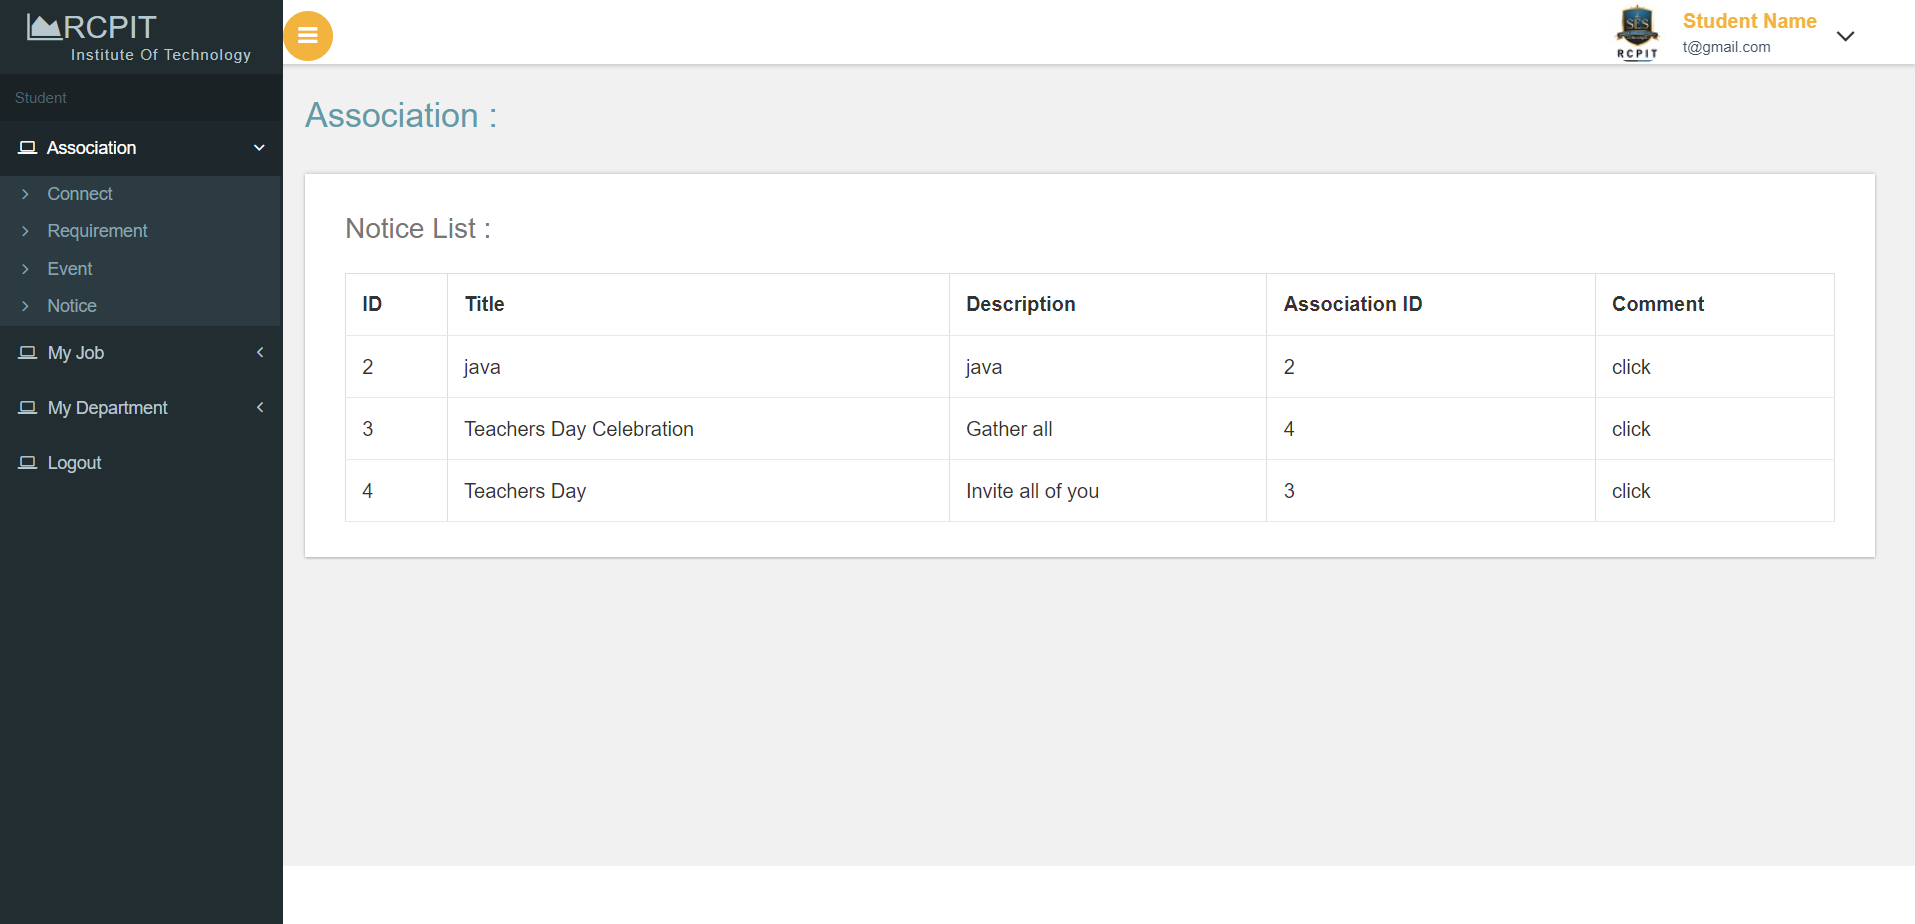 RCPIT
Institute Of Technology
Student
Association
Connect
Requirement
Event
Notice
My Job
My Department
Logout
SES
RCPIT
Student Name
t@gmail.com
Association :
Notice List :
ID Title Description Association ID Comment
2 java java 2 click
3 Teachers Day Celebration Gather all 4 click
4 Teachers Day Invite all of you 3 click